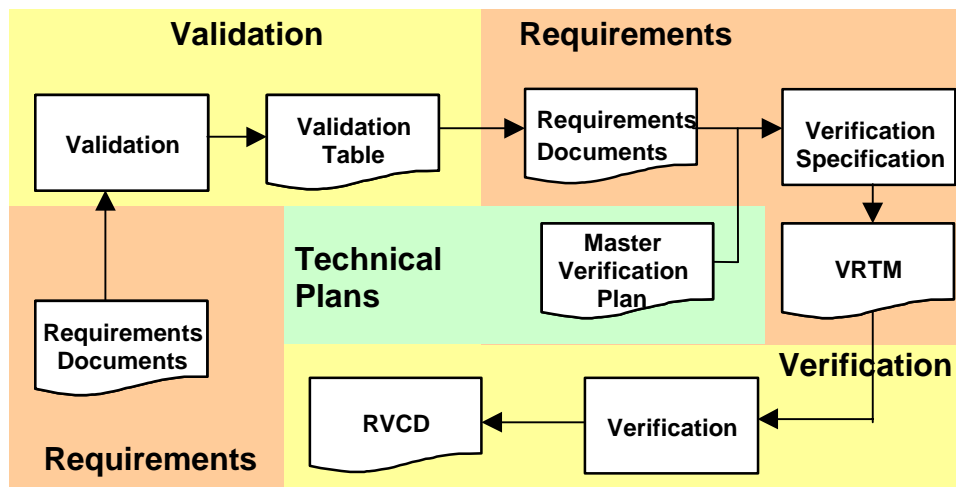 Validation
Requirements
Validation
Validation
Table
Requirements
Documents
Verification
Specification
Technical
Plans
Master
Verification
Plan
VRTM
Requirements
Documents
Verification
RVCD
Verification
Requirements